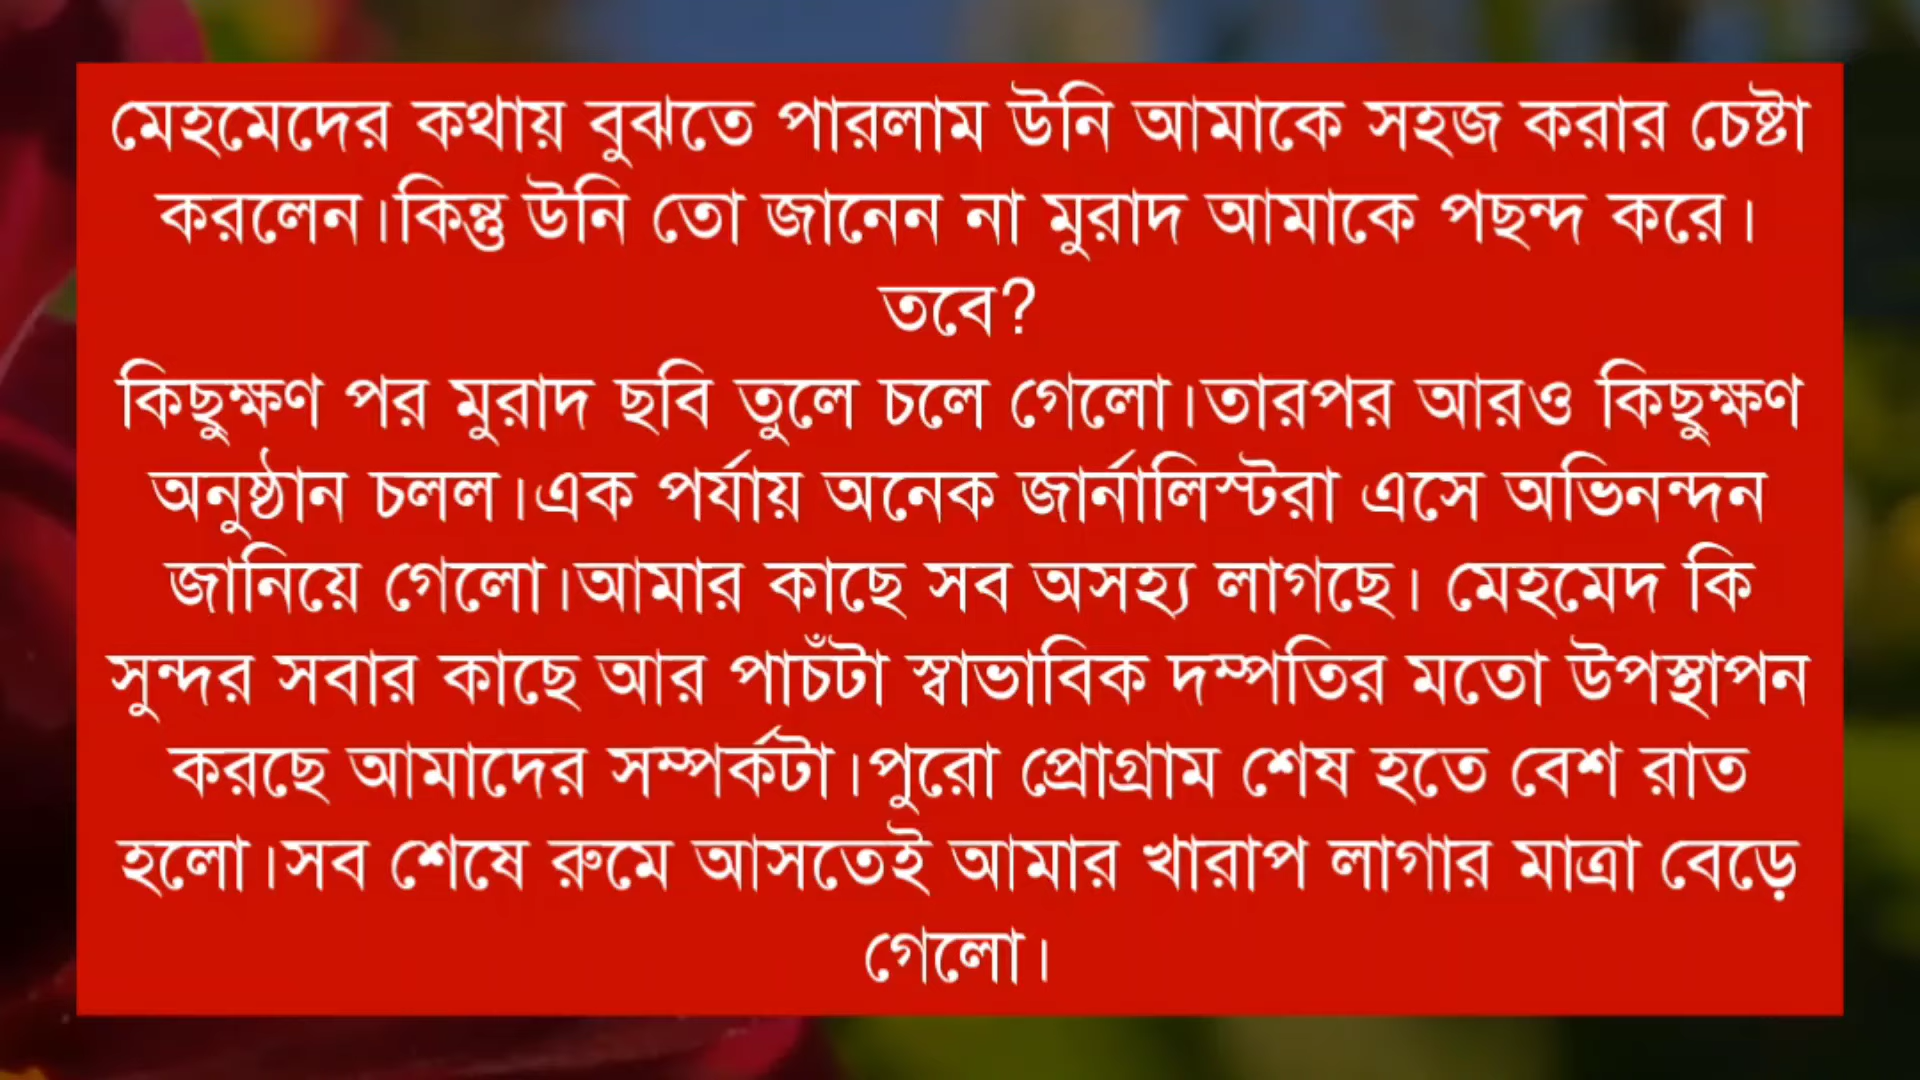 মেহমেদের কথায় বুঝতে পারলাম উনি আমাকে সহজ করার চেষ্টা
করলেন।কিন্তু উনি তো জানেন না মুরাদ আমাকে পছন্দ করে।
তবে?
কিছুক্ষণ পর মুরাদ ছবি তুলে চলে গেলো।তারপর আরও কিছুক্ষণ
অনুষ্ঠান চলল।এক পর্যায় অনেক জার্নালিস্টরা এসে অভিনন্দন
জানিয়ে গেলো।আমার কাছে সব অসহ্য লাগছে। মেহমেদ কি
সুন্দর সবার কাছে আর পাচঁটা স্বাভাবিক দম্পতির মতো উপস্থাপন
করছে আমাদের সম্পর্কটা।পুরো প্রোগ্রাম শেষ হতে বেশ রাত
হলো।সব শেষে রুমে আসতেই আমার খারাপ লাগার মাত্রা বেড়ে
গেলো।